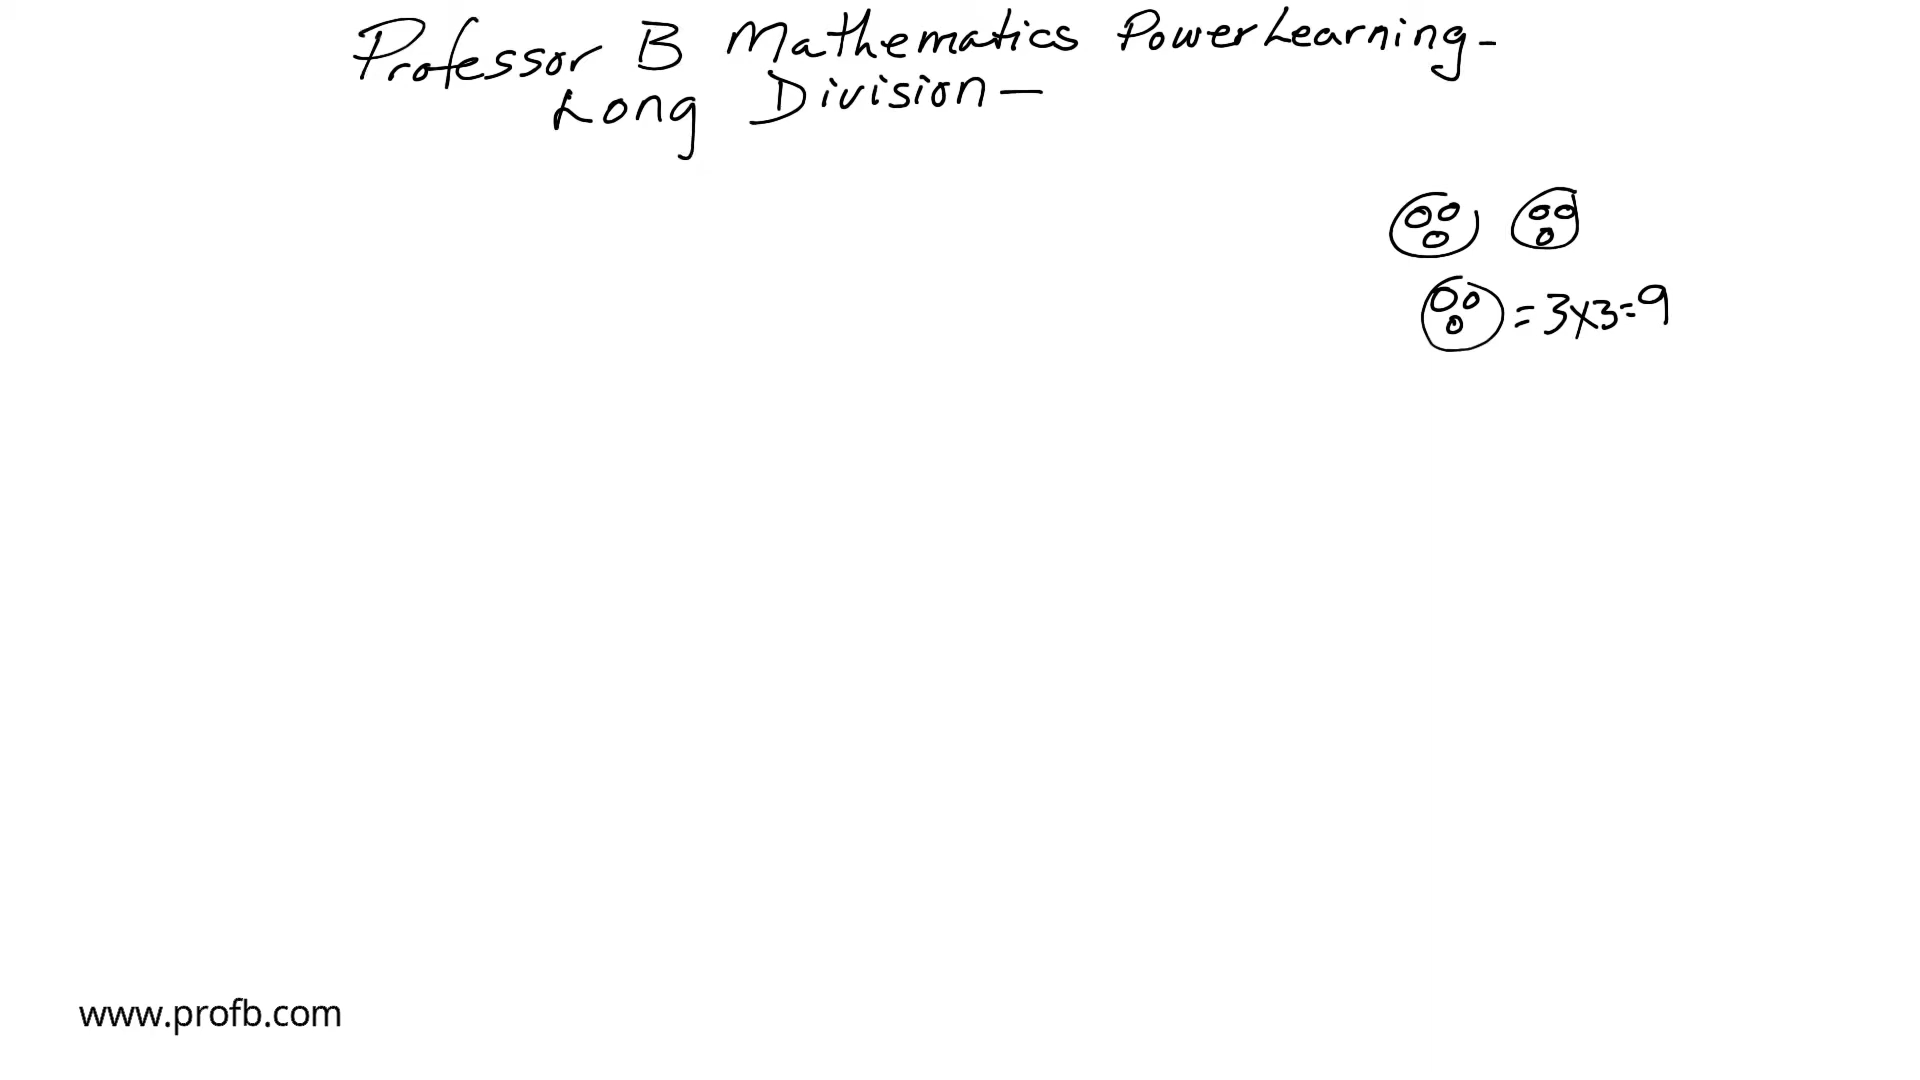 Professor B Mathematics PowerLearning-
Long Division—
= 3x3=9
www.profb.com